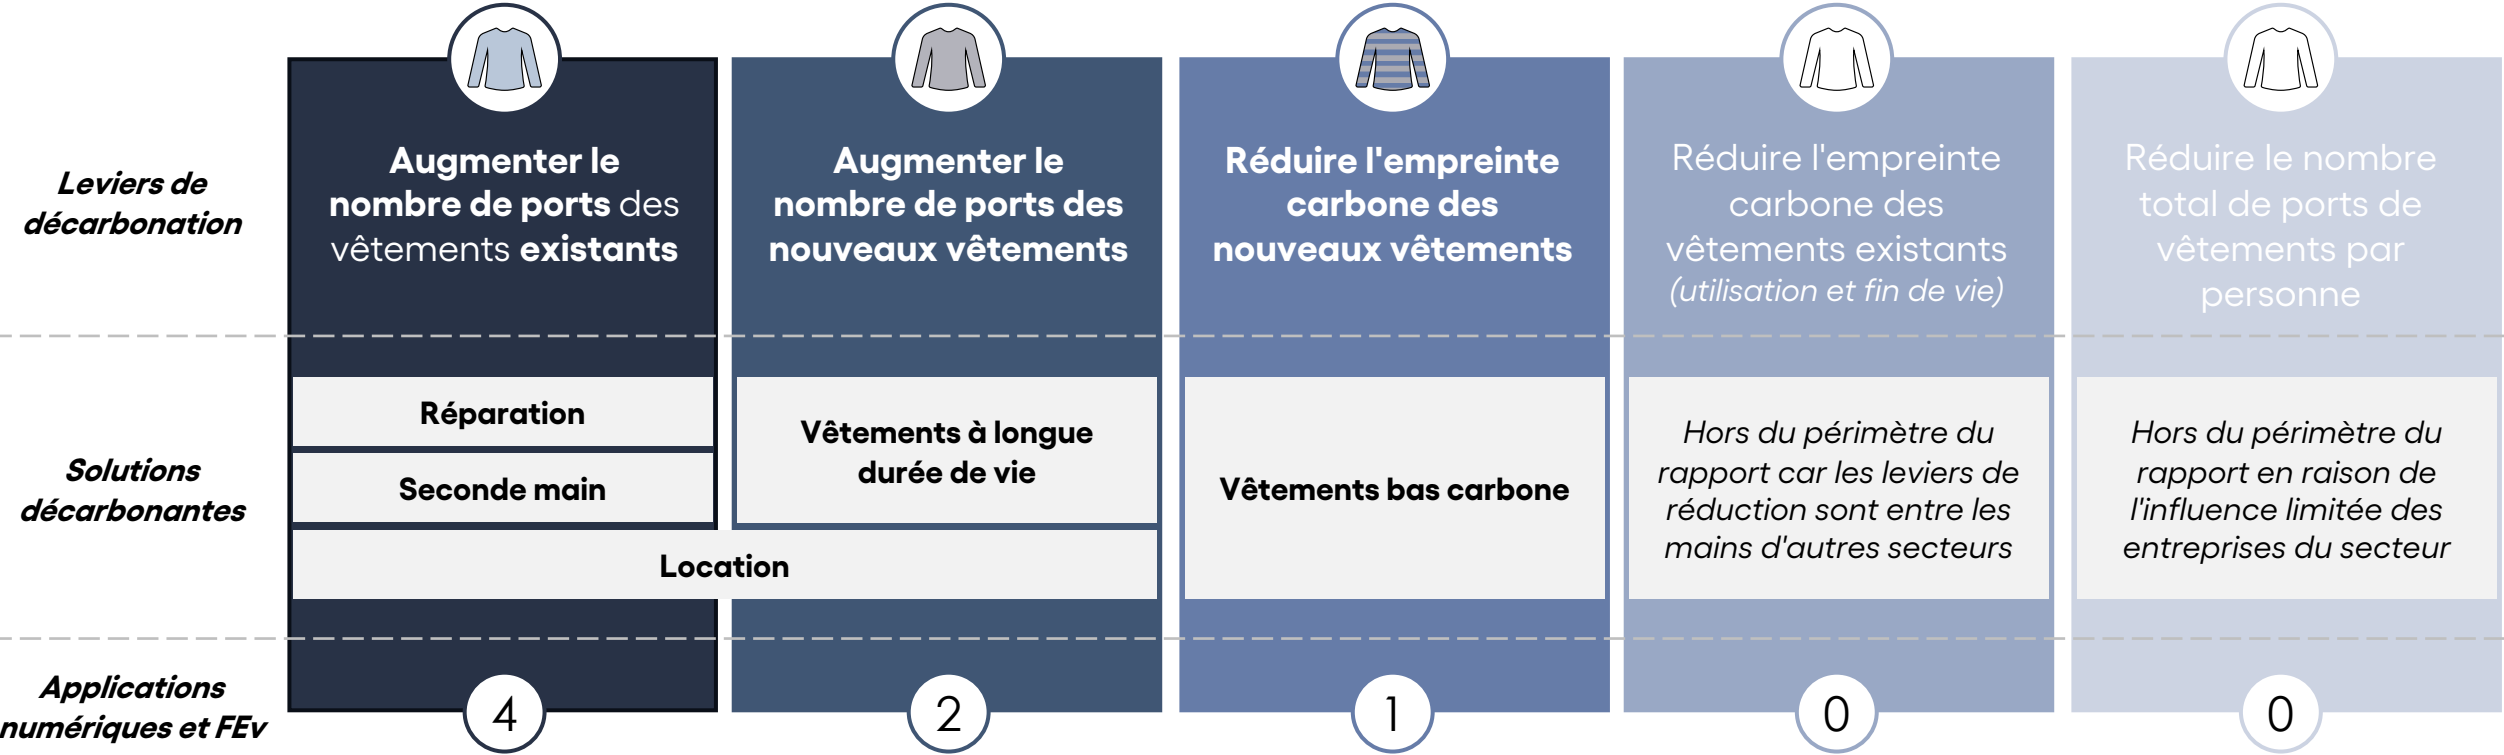 Leviers de
décarbonation
Augmenter le
nombre de ports des
vêtements existants
Augmenter le
nombre de ports des
nouveaux vêtements
Réduire l'empreinte
carbone des
nouveaux vêtements
Réduire l'empreinte
carbone des
vêtements existants
(utilisation et fin de vie)
Réduire le nombre
total de ports de
vêtements par
personne
Solutions
décarbonantes
Réparation
Seconde main
Location
Vêtements à longue
durée de vie
Vêtements bas carbone
Hors du périmètre du
rapport car les leviers de
réduction sont entre les
mains d'autres secteurs
Hors du périmètre du
rapport en raison de
l'influence limitée des
entreprises du secteur
Applications
numériques et FEv
4
2
1
0
0